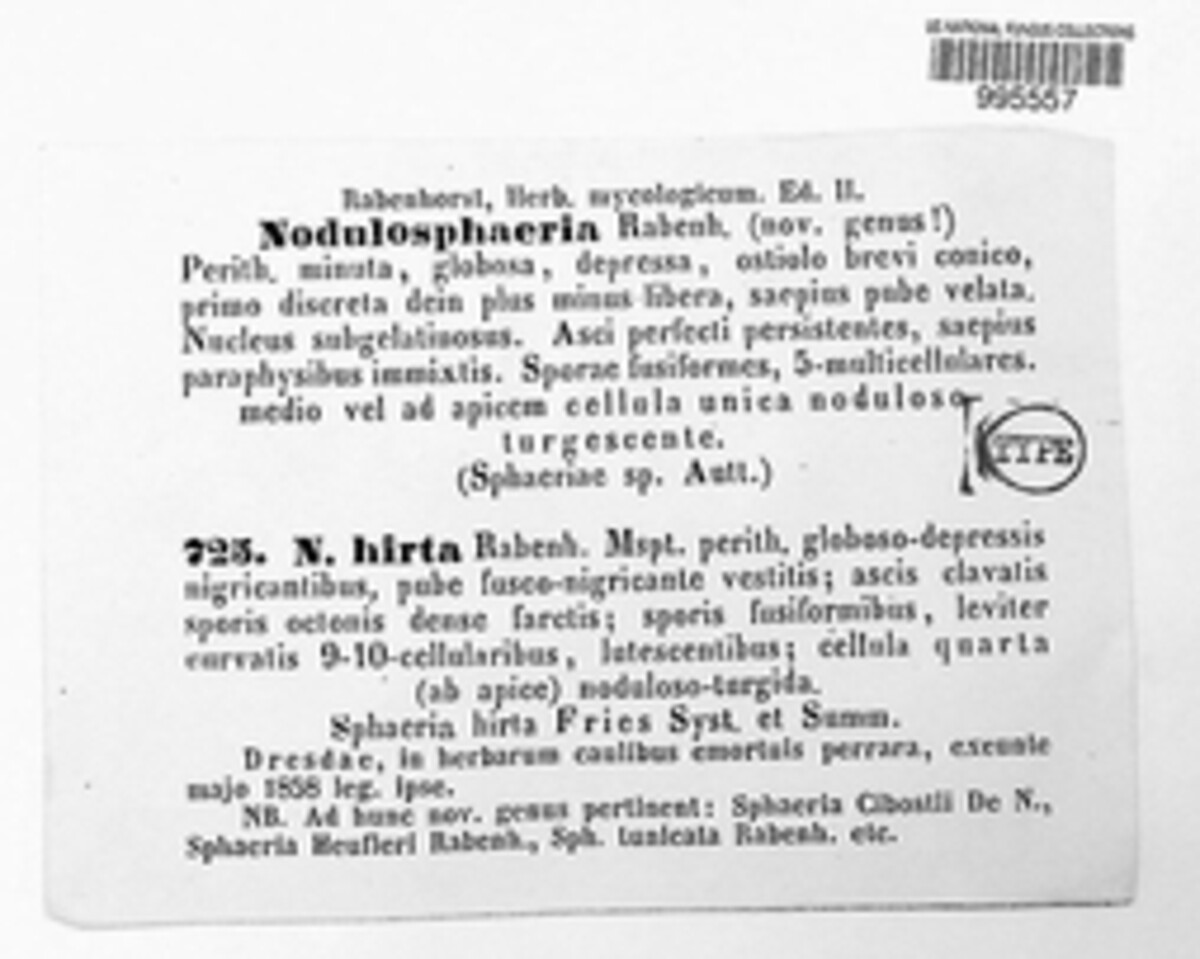 US NATIONAL FUNGUS COLLECTIONS
995557
Rabenhorst, Herb. mycologicum. Ed. II.
Nodulosphaeria Rabenh. (nov. genus!)
Perith. minuta, globosa, depressa, ostiolo brevi conico,
primo discreta dein plus minus libera, saepius pube velata.
Nucleus subgelatinosus. Asci perfecti persistentes, saepius
paraphysibus immixtis. Sporae fusiformes, 5-multicellulares.
medio vel ad apicem cellula unica noduloso-
turgescente.
(Sphaeriae sp. Autt.)
TYPE
725. N. hirta Rabenh. Mspt. perith. globoso-depressis
nigricantibus, pube fusco-nigricante vestitis; ascis clavatis
sporis octonis dense farctis; sporis fusiformibus, leviter
curvatis 9-10-cellularibus, lutescentibus; cellula quarta
(ab apice) noduloso-turgida.
Sphaeria hirta Fries Syst. et Summ.
Dresdae, in herbarum caulibus emortuis perrara, exeunte
majo 1858 leg. ipse.
NB. Ad hunc nov. genus pertinent: Sphaeria Cibostii De N.,
Sphaeria Heufleri Rabenh., Sph. tunicata Rabenh. etc.